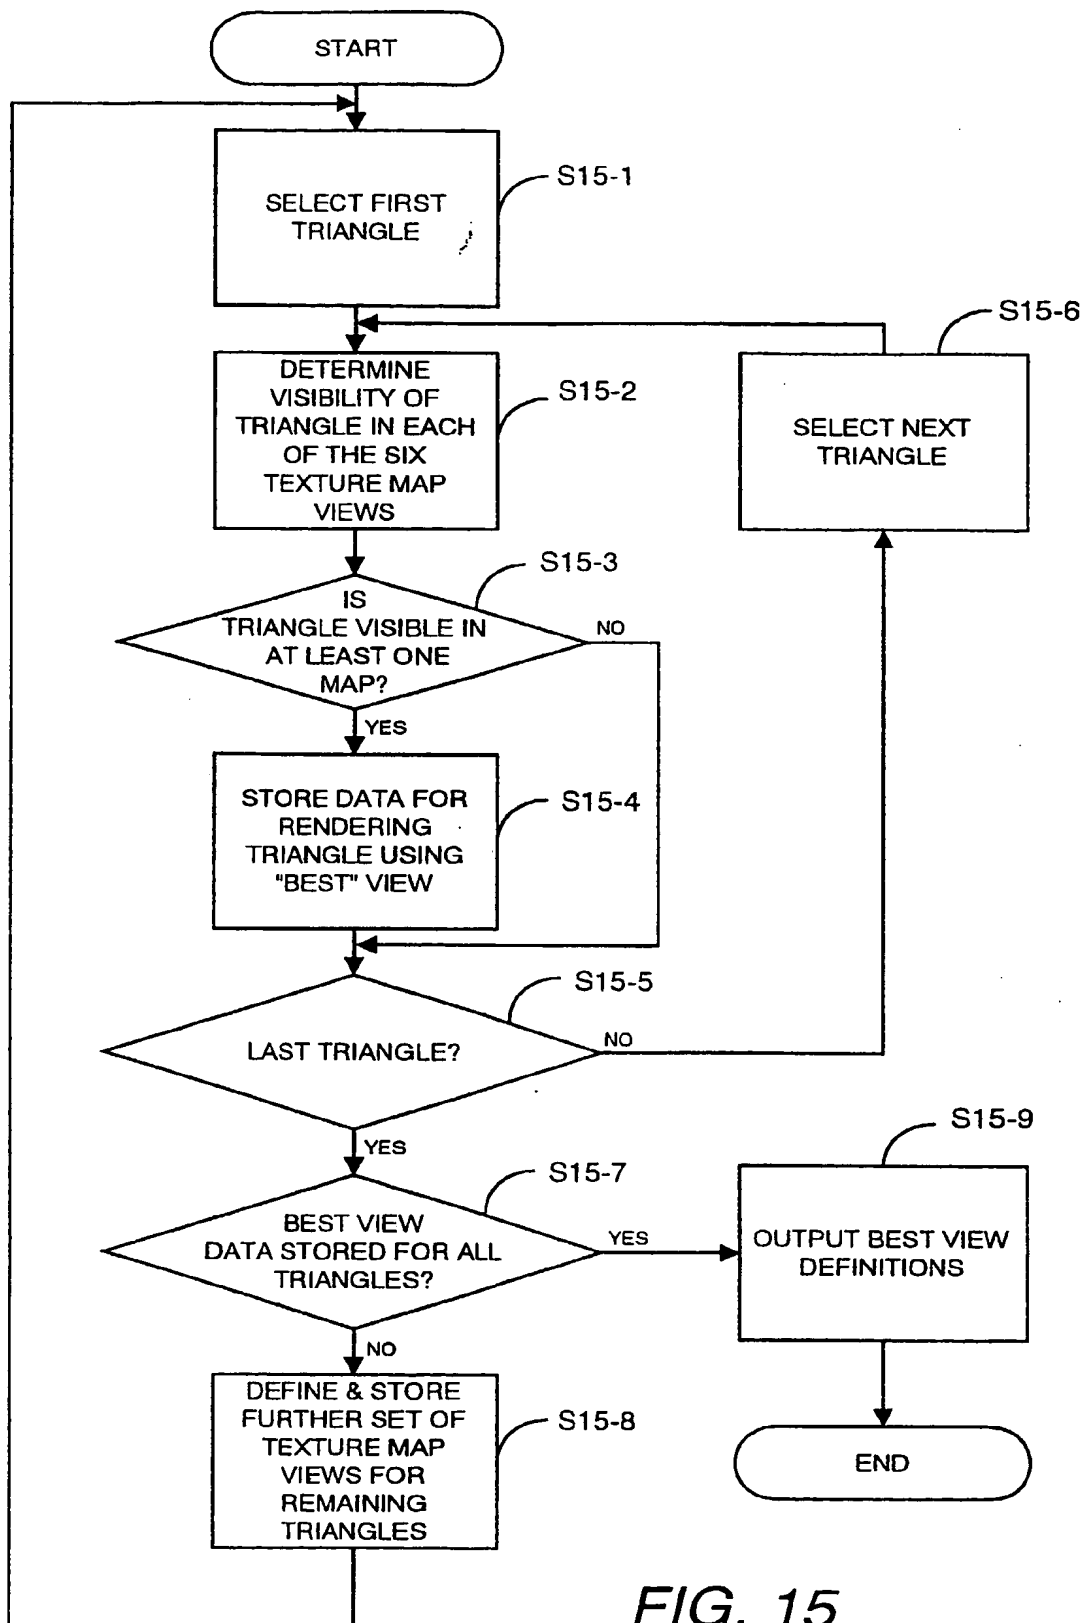 START
SELECT FIRST
TRIANGLE
S15-1
S15-6
DETERMINE
VISIBILITY OF
TRIANGLE IN EACH
OF THE SIX
TEXTURE MAP
VIEWS
S15-2
SELECT NEXT
TRIANGLE
S15-3
IS
TRIANGLE VISIBLE IN
AT LEAST ONE
MAP?
NO
YES
STORE DATA FOR
RENDERING
TRIANGLE USING
"BEST" VIEW
S15-4
S15-5
LAST TRIANGLE?
NO
YES
S15-7
BEST VIEW
DATA STORED FOR ALL
TRIANGLES?
YES
S15-9
OUTPUT BEST VIEW
DEFINITIONS
NO
DEFINE & STORE
FURTHER SET OF
TEXTURE MAP
VIEWS FOR
REMAINING
TRIANGLES
S15-8
END
FIG. 15